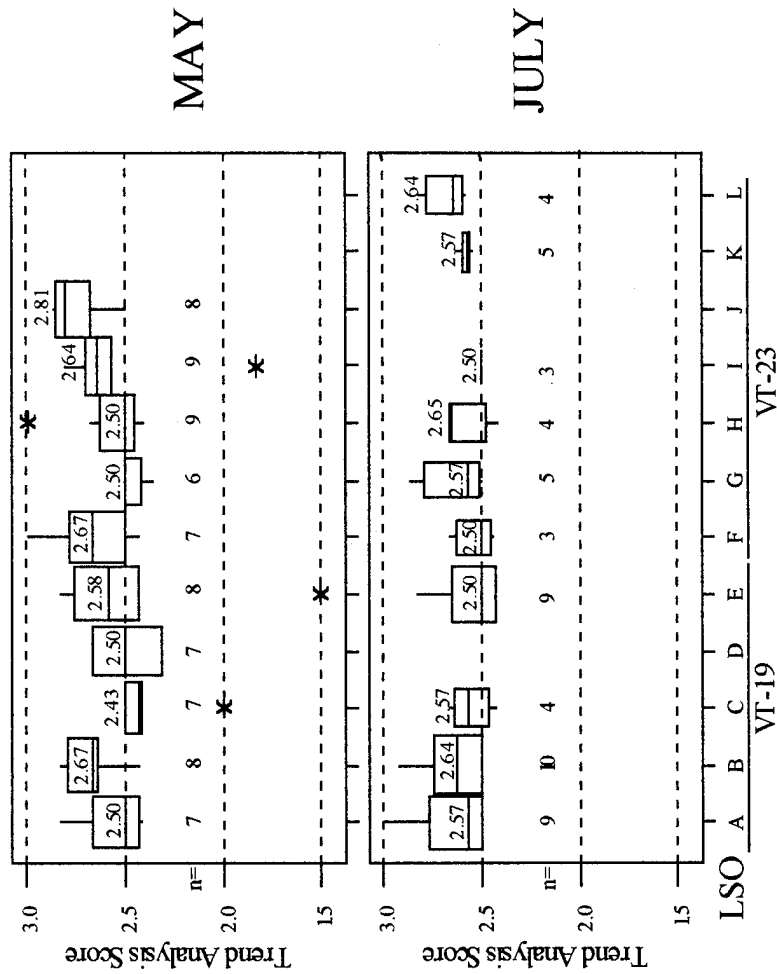 MAY
Trend Analysis Score
3.0
2.5
2.0
1.5
2.50
2.67
2.43
2.50
2.58
2.67
2.50
2.50
2.64
2.81
n=
7
8
7
7
8
7
6
9
9
8
JULY
Trend Analysis Score
3.0
2.5
2.0
1.5
2.57
2.64
2.57
2.50
2.50
2.57
2.65
2.50
2.57
2.64
n=
9
10
4
9
3
5
4
3
5
4
LSO
A
B
C
D
E
F
G
H
I
J
K
L
VT-19
VT-23